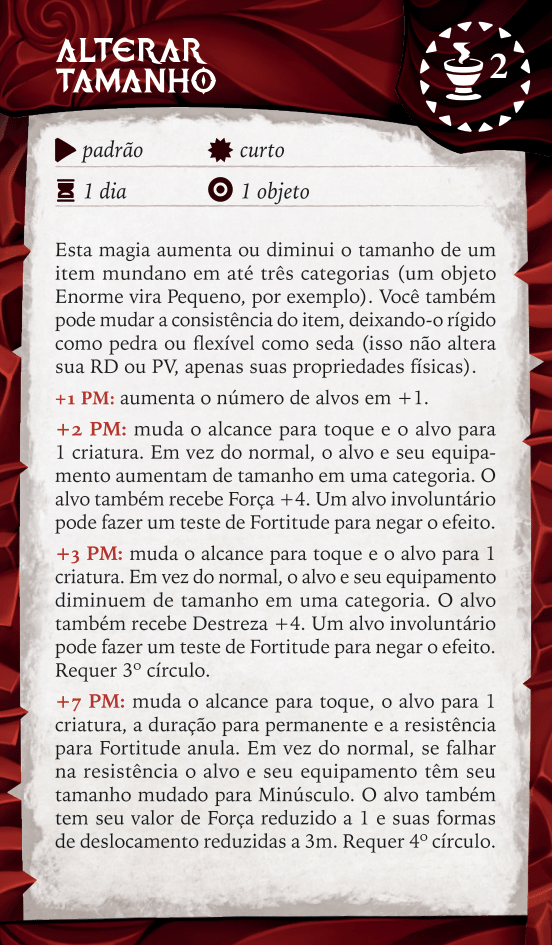 ALTERAR
TAMANHO
2
padrão
curto
1 dia
1 objeto
Esta magia aumenta ou diminui o tamanho de um
item mundano em até três categorias (um objeto
Enorme vira Pequeno, por exemplo). Você também
pode mudar a consistência do item, deixando-o rígido
como pedra ou flexível como seda (isso não altera
sua RD ou PV, apenas suas propriedades físicas).
+1 PM: aumenta o número de alvos em +1.
+2 PM: muda o alcance para toque e o alvo para
1 criatura. Em vez do normal, o alvo e seu equipa-
mento aumentam de tamanho em uma categoria. O
alvo também recebe Força +4. Um alvo involuntário
pode fazer um teste de Fortitude para negar o efeito.
+3 PM: muda o alcance para toque e o alvo para 1
criatura. Em vez do normal, o alvo e seu equipamento
diminuem de tamanho em uma categoria. O alvo
também recebe Destreza +4. Um alvo involuntário
pode fazer um teste de Fortitude para negar o efeito.
Requer 3º círculo.
+7 PM: muda o alcance para toque, o alvo para 1
criatura, a duração para permanente e a resistência
para Fortitude anula. Em vez do normal, se falhar
na resistência o alvo e seu equipamento têm seu
tamanho mudado para Minúsculo. O alvo também
tem seu valor de Força reduzido a 1 e suas formas
de deslocamento reduzidas a 3m. Requer 4º círculo.